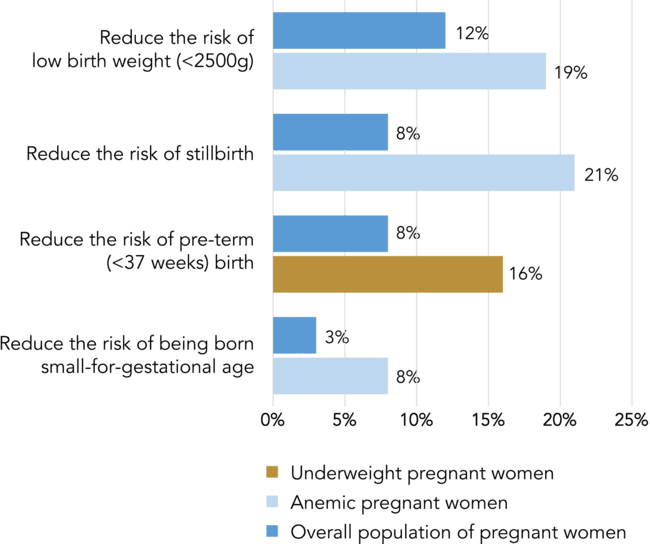 Reduce the risk of
low birth weight (<2500g)
12%
19%
Reduce the risk of stillbirth
8%
21%
Reduce the risk of pre-term
(<37 weeks) birth
8%
16%
Reduce the risk of being born
small-for-gestational age
3%
8%
0% 5% 10% 15% 20% 25%
Underweight pregnant women
Anemic pregnant women
Overall population of pregnant women